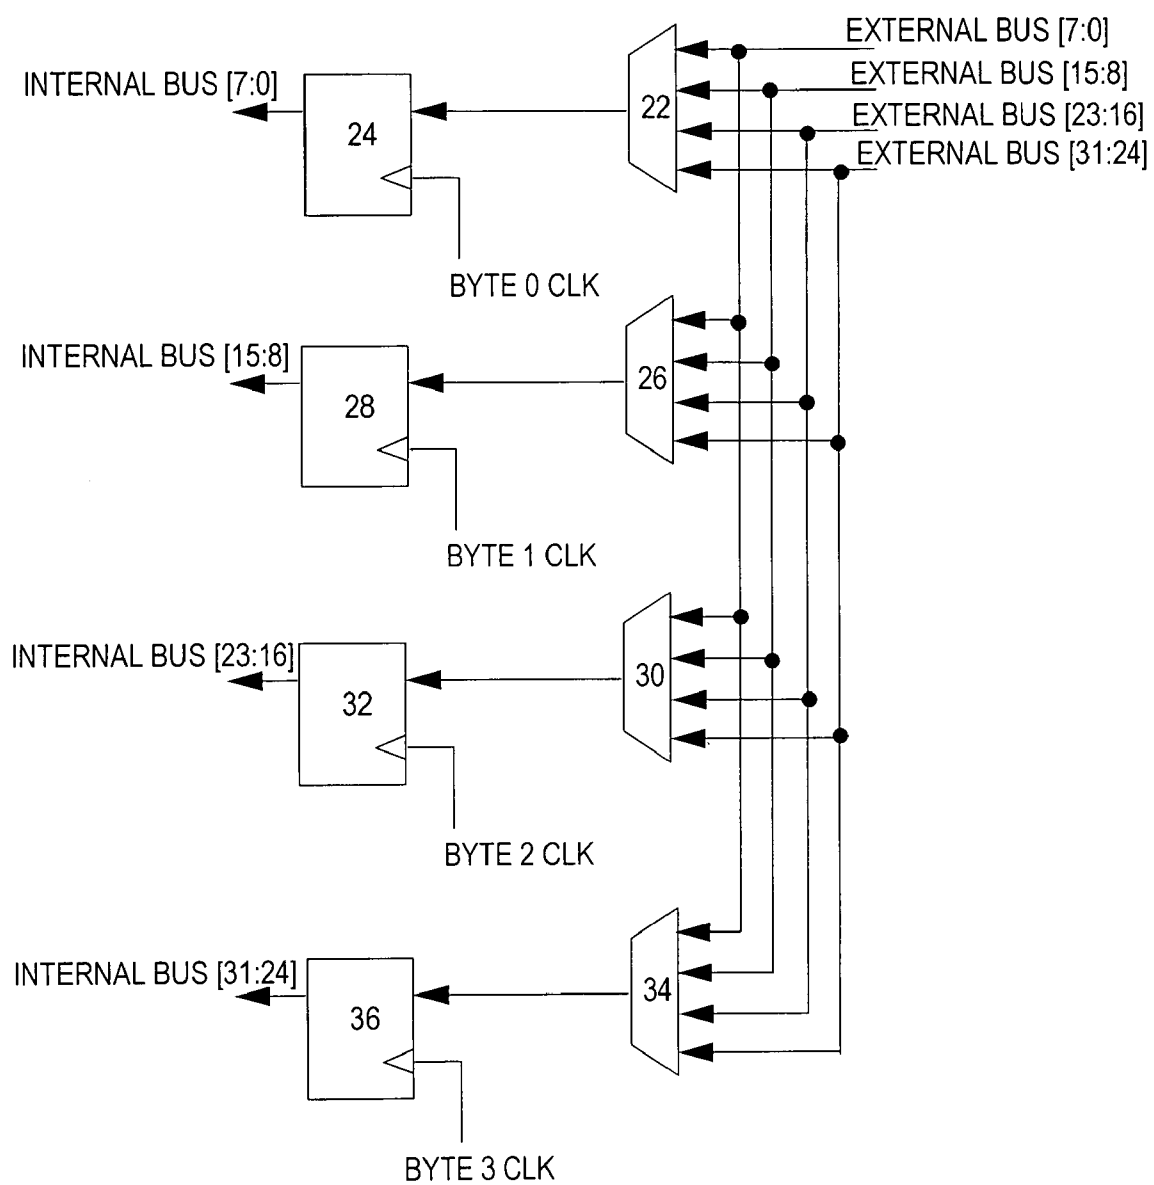 EXTERNAL BUS [7:0]
EXTERNAL BUS [15:8]
EXTERNAL BUS [23:16]
EXTERNAL BUS [31:24]
INTERNAL BUS [7:0]
24
22
BYTE 0 CLK
INTERNAL BUS [15:8]
28
26
BYTE 1 CLK
INTERNAL BUS [23:16]
32
30
BYTE 2 CLK
INTERNAL BUS [31:24]
36
34
BYTE 3 CLK